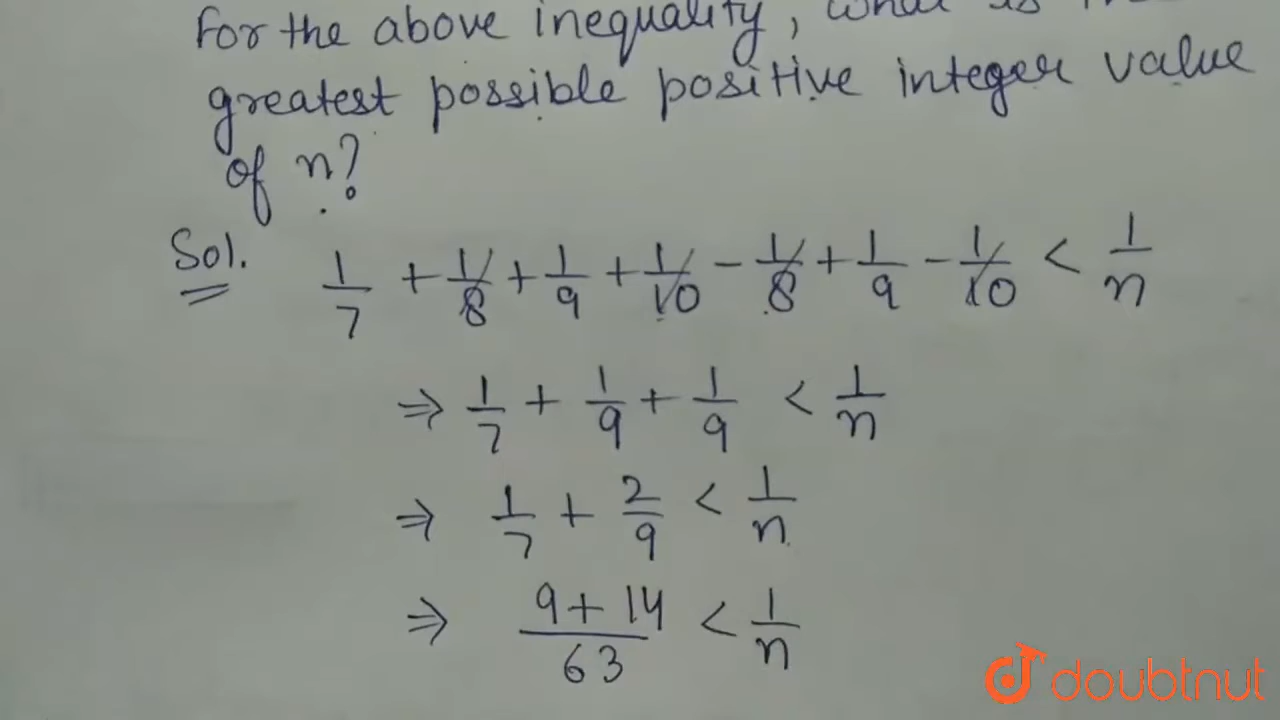 For the above inequality, what is the
greatest possible positive integer value
of n?
Sol. 1/7 + 1/8 + 1/9 + 1/10 - 1/8 + 1/9 - 1/10 < 1/n
⇒ 1/7 + 1/9 + 1/9 < 1/n
⇒ 1/7 + 2/9 < 1/n
⇒ 9+14/63 < 1/n
doubtnut